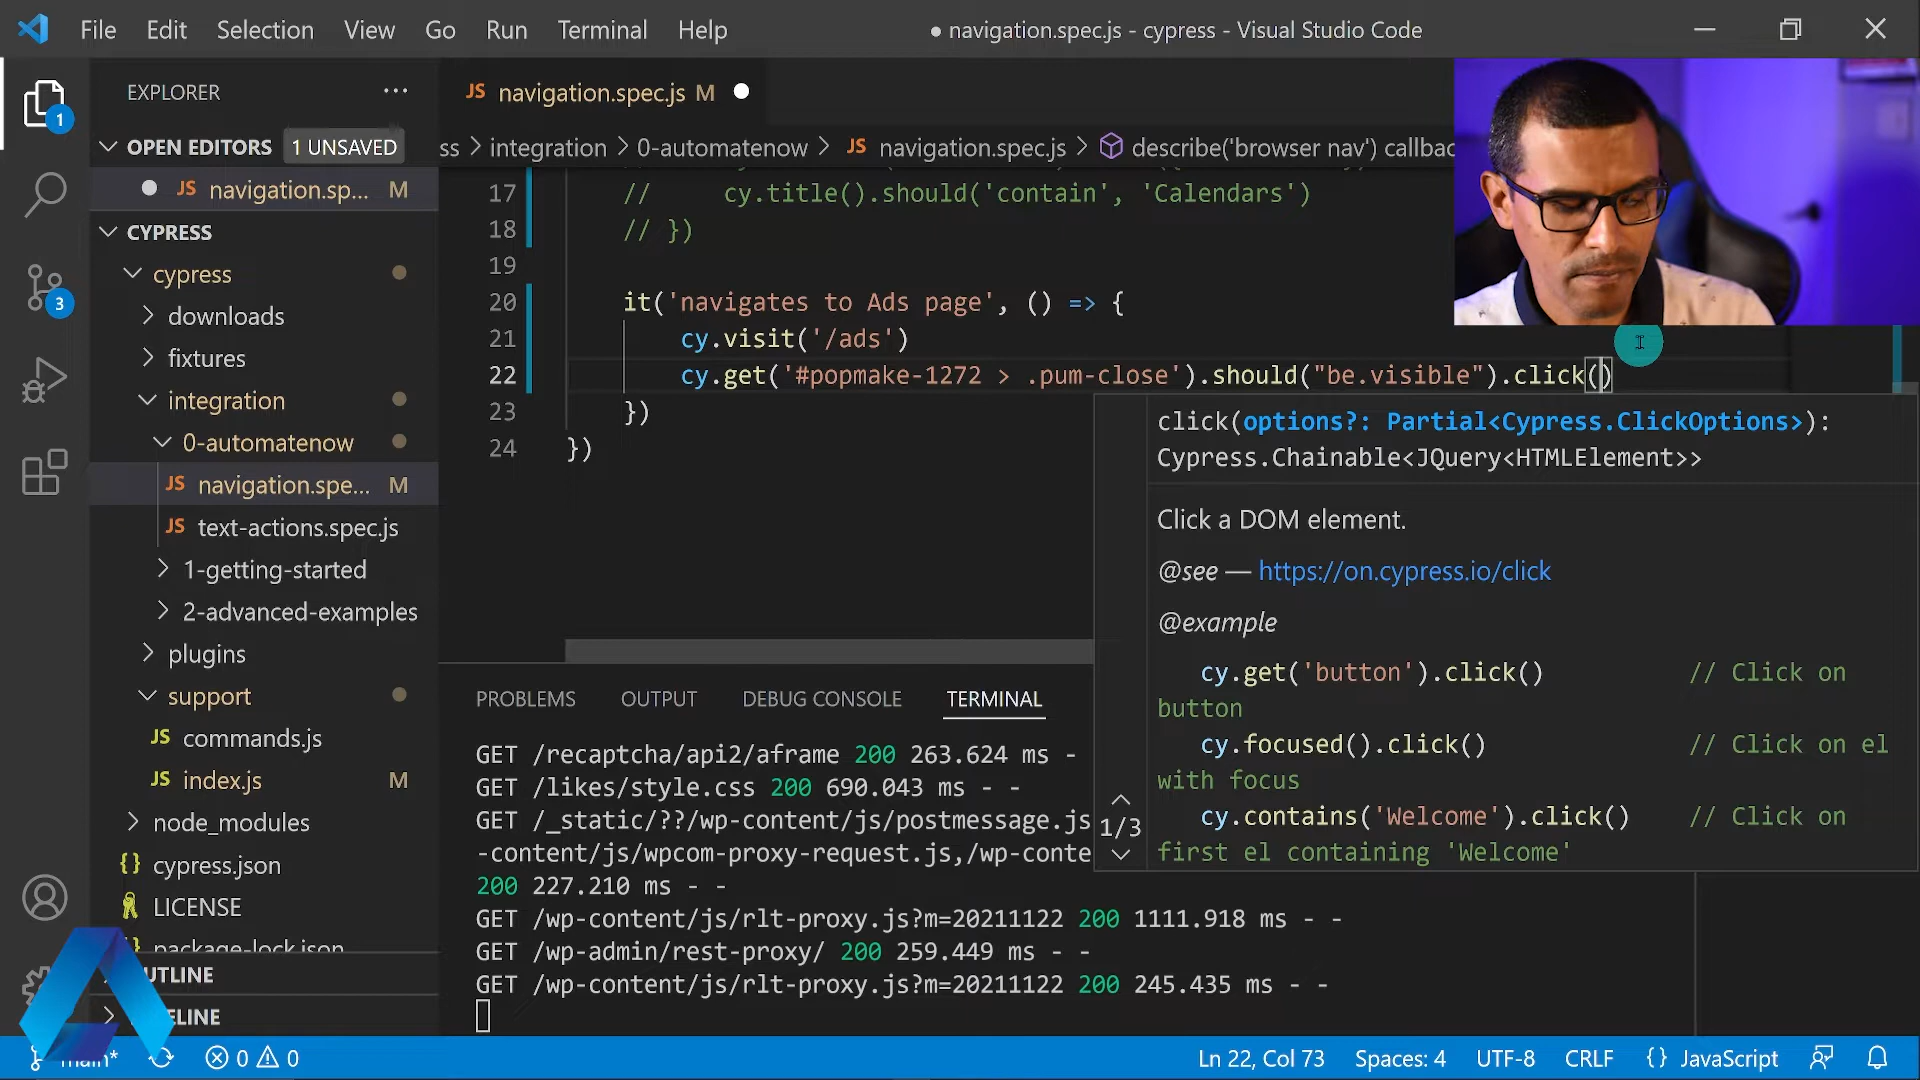 File Edit Selection View Go Run Terminal Help
● navigation.spec.js - cypress - Visual Studio Code
EXPLORER
1
JS navigation.spec.js M
OPEN EDITORS 1 UNSAVED
ss > integration > 0-automatenow > JS navigation.spec.js > describe('browser nav') callbac
JS navigation.sp... M
CYPRESS
cypress
downloads
3
fixtures
integration
0-automatenow
JS navigation.spe... M
JS text-actions.spec.js
1-getting-started
2-advanced-examples
plugins
support
JS commands.js
JS index.js M
node_modules
{} cypress.json
LICENSE
package-lock.json
UTLINE
ELINE
17 //     cy.title().should('contain', 'Calendars')
18 // })
19
20 it('navigates to Ads page', () => {
21 cy.visit('/ads')
22 cy.get('#popmake-1272 > .pum-close').should("be.visible").click()
23 })
24 })
click(options?: Partial<Cypress.ClickOptions>):
Cypress.Chainable<JQuery<HTMLElement>>
Click a DOM element.
@see — https://on.cypress.io/click
@example
cy.get('button').click() // Click on
button
cy.focused().click() // Click on el
with focus
cy.contains('Welcome').click() // Click on
first el containing 'Welcome'
1/3
PROBLEMS OUTPUT DEBUG CONSOLE TERMINAL
GET /recaptcha/api2/aframe 200 263.624 ms -
GET /likes/style.css 200 690.043 ms - -
GET /_static/??/wp-content/js/postmessage.js
-content/js/wpcom-proxy-request.js,/wp-conte
200 227.210 ms - -
GET /wp-content/js/rlt-proxy.js?m=20211122 200 1111.918 ms - -
GET /wp-admin/rest-proxy/ 200 259.449 ms - -
GET /wp-content/js/rlt-proxy.js?m=20211122 200 245.435 ms - -
main* 0 0 Ln 22, Col 73 Spaces: 4 UTF-8 CRLF {} JavaScript